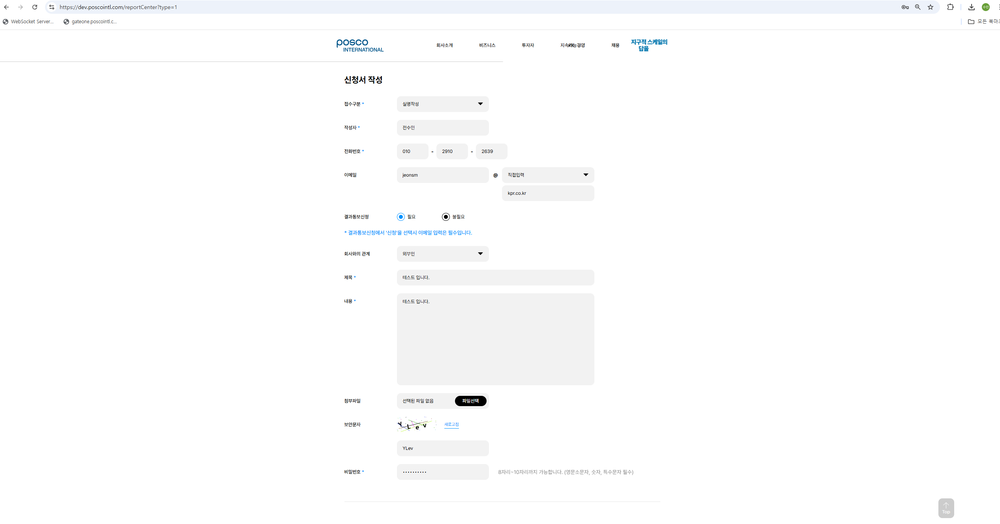 https://dev.poscointl.com/reportCenter?type=1
수민
WebSocket Server...
gateone.poscointl.c...
모든 북마크
posco
INTERNATIONAL
회사소개
비즈니스
투자자
지속가능경영
채용
지구적 스케일의
답을
신청서 작성
접수구분 *
실명작성
작성자 *
전수민
전화번호 *
010 - 2910 - 2639
이메일
jeonsm @ 직접입력
kpr.co.kr
결과통보신청
필요
불필요
* 결과통보신청에서 '신청'을 선택시 이메일 입력은 필수입니다.
회사와의 관계
외부인
제목 *
테스트 입니다.
내용 *
테스트 입니다.
첨부파일
선택된 파일 없음
파일선택
보안문자
YLev
새로고침
YLev
비밀번호 *
••••••••••
8자리~10자리까지 가능합니다. (영문소문자, 숫자, 특수문자 필수)
Top